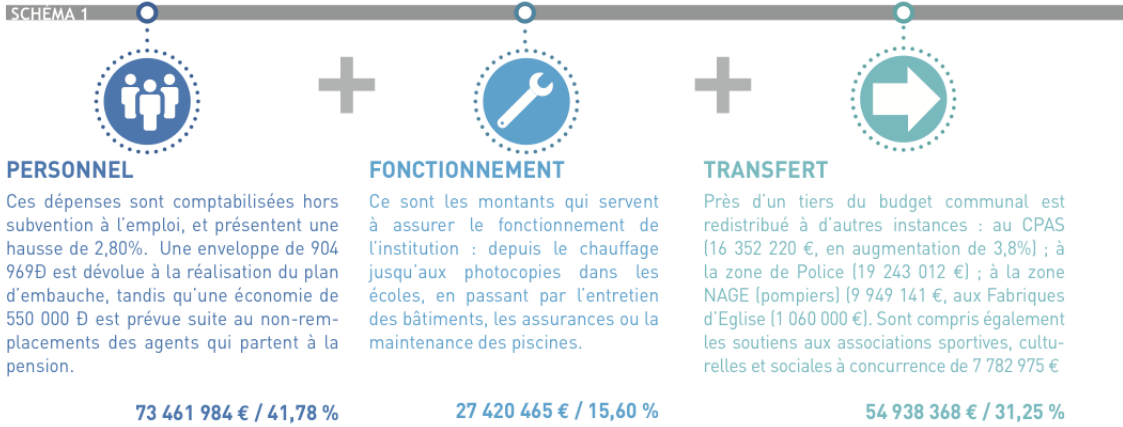 SCHÉMA 1
PERSONNEL
Ces dépenses sont comptabilisées hors
subvention à l'emploi, et présentent une
hausse de 2,80%. Une enveloppe de 904
969Đ est dévolue à la réalisation du plan
d'embauche, tandis qu'une économie de
550 000 Đ est prévue suite au non-rem-
placements des agents qui partent à la
pension.
73 461 984 € / 41,78 %
FONCTIONNEMENT
Ce sont les montants qui servent
à assurer le fonctionnement de
l'institution : depuis le chauffage
jusqu'aux photocopies dans les
écoles, en passant par l'entretien
des bâtiments, les assurances ou la
maintenance des piscines.
27 420 465 € / 15,60 %
TRANSFERT
Près d'un tiers du budget communal est
redistribué à d'autres instances : au CPAS
(16 352 220 €, en augmentation de 3,8%) ; à
la zone de Police (19 243 012 €) ; à la zone
NAGE (pompiers) (9 949 141 €, aux Fabriques
d'Eglise (1 060 000 €). Sont compris également
les soutiens aux associations sportives, cultu-
relles et sociales à concurrence de 7 782 975 €
54 938 368 € / 31,25 %